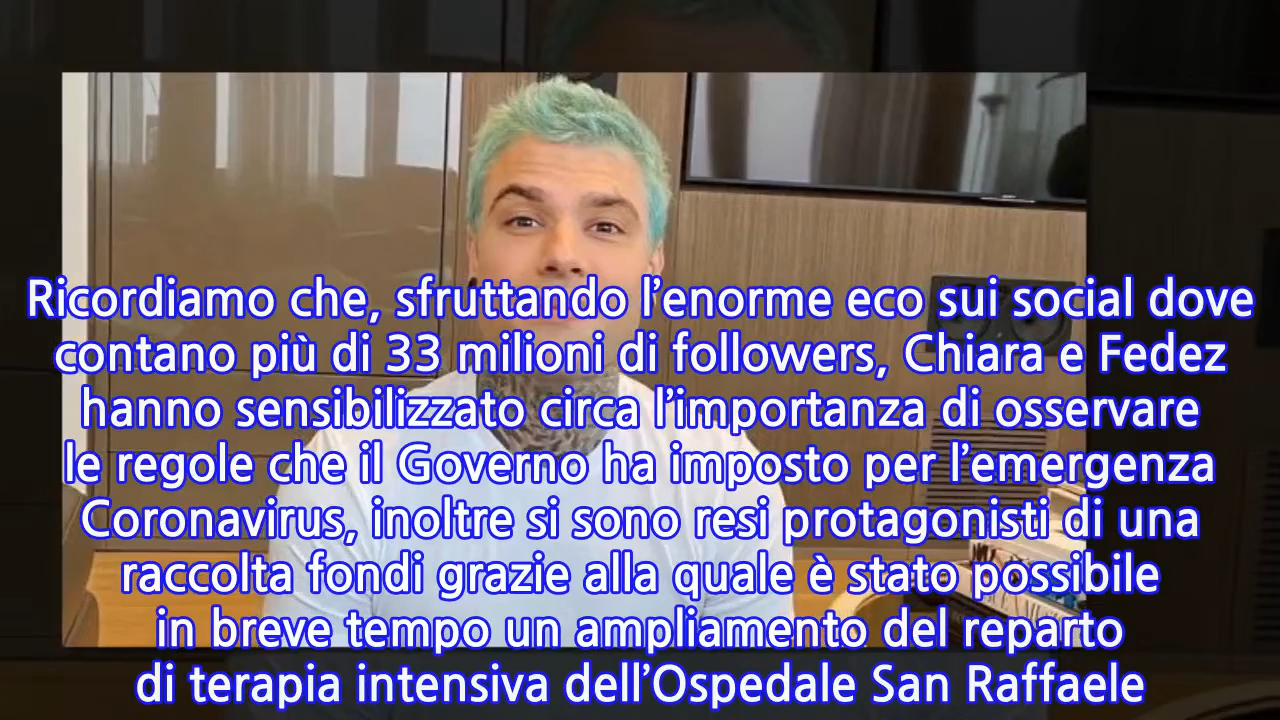 Ricordiamo che, sfruttando l'enorme eco sui social dove
contano più di 33 milioni di followers, Chiara e Fedez
hanno sensibilizzato circa l'importanza di osservare
le regole che il Governo ha imposto per l'emergenza
Coronavirus, inoltre si sono resi protagonisti di una
raccolta fondi grazie alla quale è stato possibile
in breve tempo un ampliamento del reparto
di terapia intensiva dell'Ospedale San Raffaele